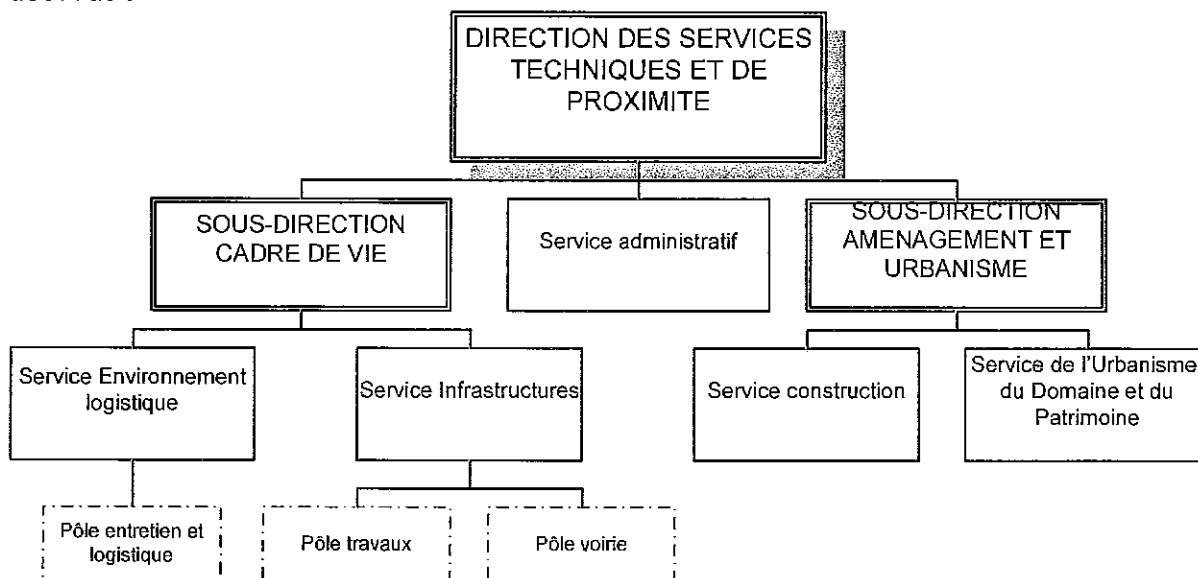 DIRECTION DES SERVICES
TECHNIQUES ET DE
PROXIMITE
SOUS-DIRECTION
CADRE DE VIE
Service administratif
SOUS-DIRECTION
AMENAGEMENT ET
URBANISME
Service Environnement
logistique
Service Infrastructures
Service construction
Service de l'Urbanisme
du Domaine et du
Patrimoine
Pôle entretien et
logistique
Pôle travaux
Pôle voirie